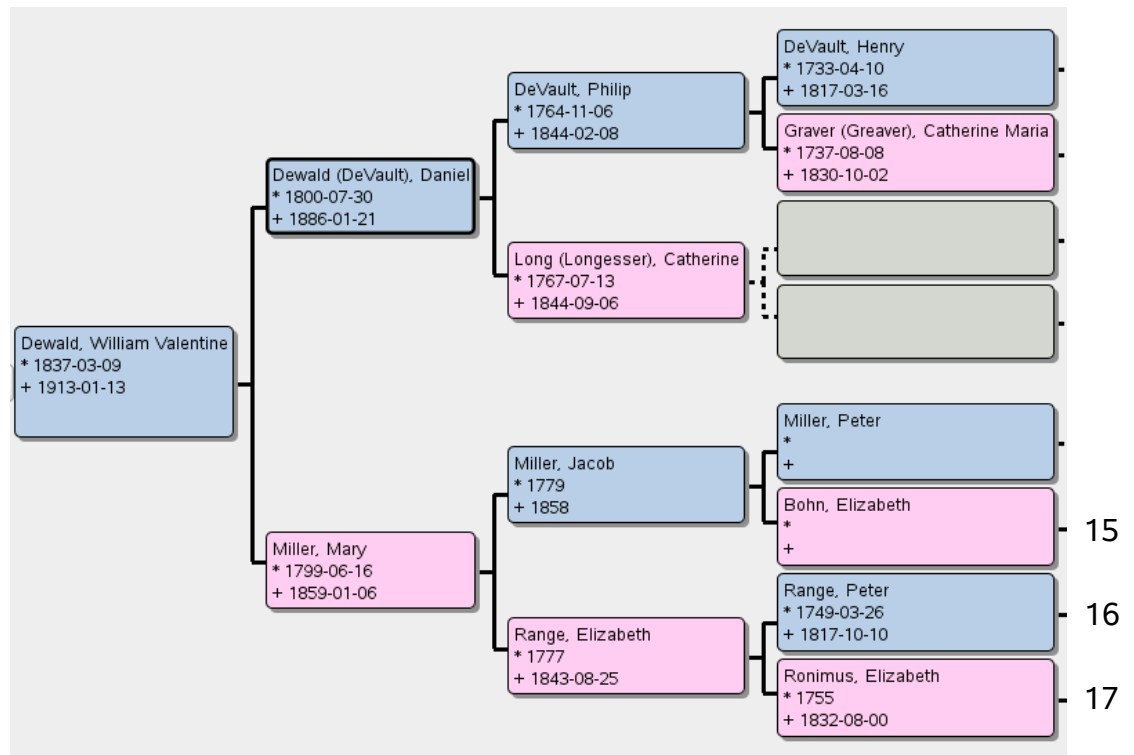 DeVault, Henry
* 1733-04-10
+ 1817-03-16
DeVault, Philip
* 1764-11-06
+ 1844-02-08
Graver (Greaver), Catherine Maria
* 1737-08-08
+ 1830-10-02
Dewald (DeVault), Daniel
* 1800-07-30
+ 1886-01-21
Long (Longesser), Catherine
* 1767-07-13
+ 1844-09-06
Dewald, William Valentine
* 1837-03-09
+ 1913-01-13
Miller, Peter
*
+
Miller, Jacob
* 1779
+ 1858
Bohn, Elizabeth
*
+
15
Miller, Mary
* 1799-06-16
+ 1859-01-06
Range, Peter
* 1749-03-26
+ 1817-10-10
16
Range, Elizabeth
* 1777
+ 1843-08-25
Ronimus, Elizabeth
* 1755
+ 1832-08-00
17